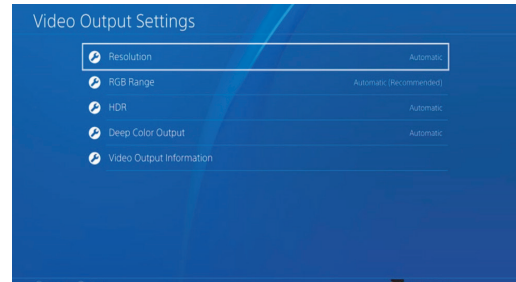 Video Output Settings
Resolution Automatic
RGB Range Automatic (Recommended)
HDR Automatic
Deep Color Output Automatic
Video Output Information